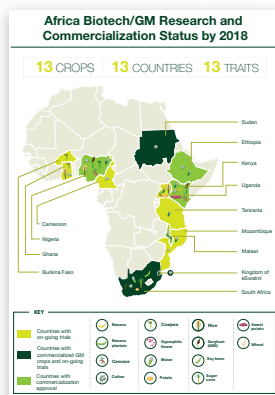 Africa Biotech/GM Research and
Commercialization Status by 2018
13 CROPS 13 COUNTRIES 13 TRAITS
Sudan
Ethiopia
Kenya
Uganda
Tanzania
Mozambique
Malawi
Kingdom of
eSwatini
South Africa
Cameroon
Nigeria
Ghana
Burkina Faso
KEY
Countries with
on-going trials
Countries with
commercialized GM
crops and on-going
trials
Countries with
commercialization
approval
Banana
Banana
plantain
Cassava
Cotton
Cowpea
Gypsophila
flower
Maize
Potato
Rice
Sorghum
(ABS)
Soy bean
Sugar
cane
Sweet
potato
Wheat